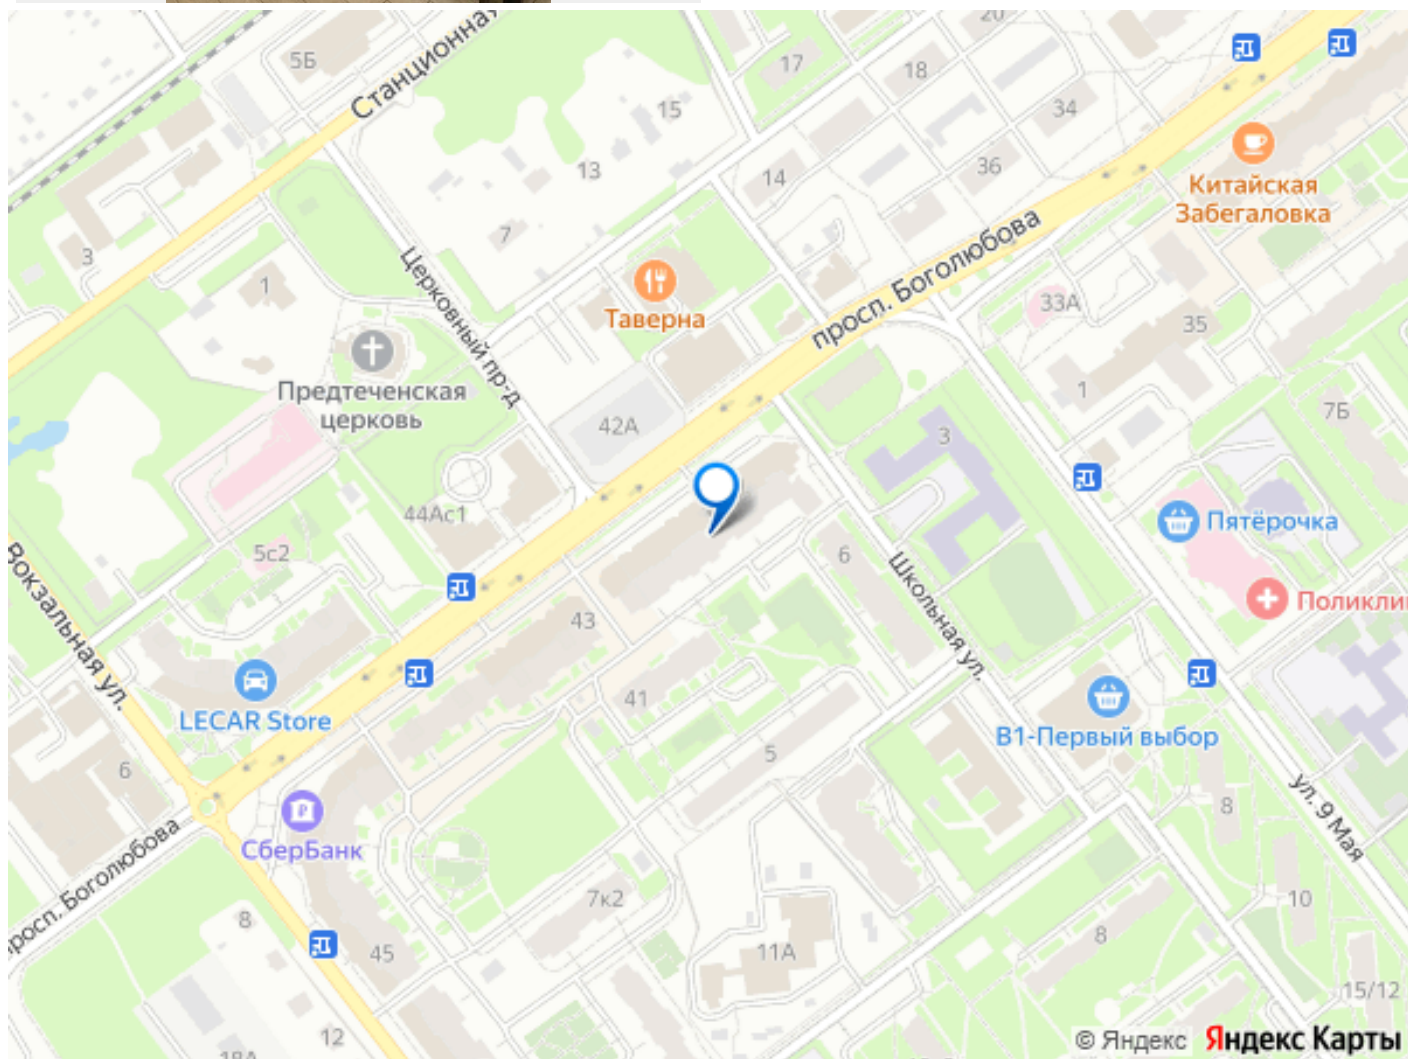 20
5Б
Станционная
17
18
15
34
13
36
14
Китайская
Забегаловка
7
3
просп. Боголюбова
1
Церковный пр-д
Таверна
33А
35
Предтеченская
церковь
1
7Б
42А
3
44Ас1
Пятёрочка
5с2
6
Вокзальная ул.
Школьная ул.
Поликли
43
LECAR Store
41
В1-Первый выбор
5
6
ул. 9 Мая
8
СберБанк
просп. Боголюбова
7к2
10
8
8
45
11А
15/12
12
18А
© Яндекс Яндекс Карты